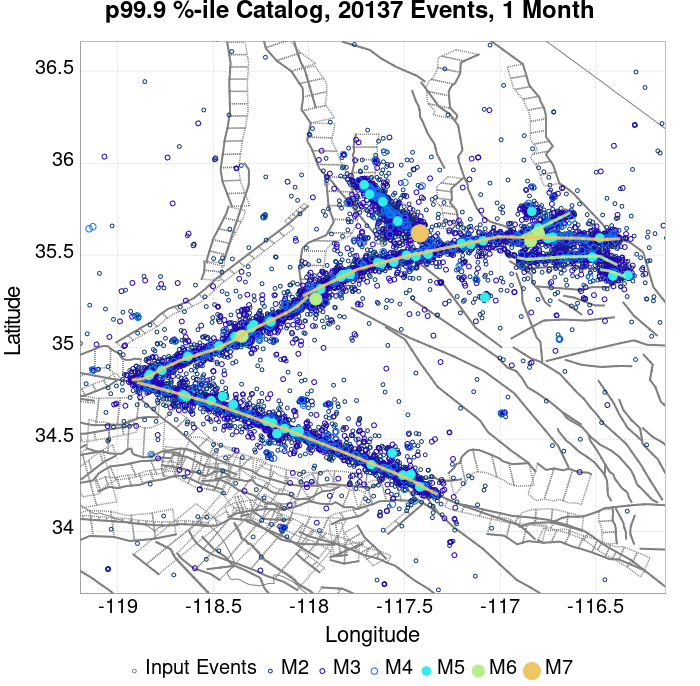 p99.9 %-ile Catalog, 20137 Events, 1 Month
36.5
36
35.5
35
34.5
34
Latitude
-119 -118.5 -118 -117.5 -117 -116.5
Longitude
Input Events M2 M3 M4 M5 M6 M7